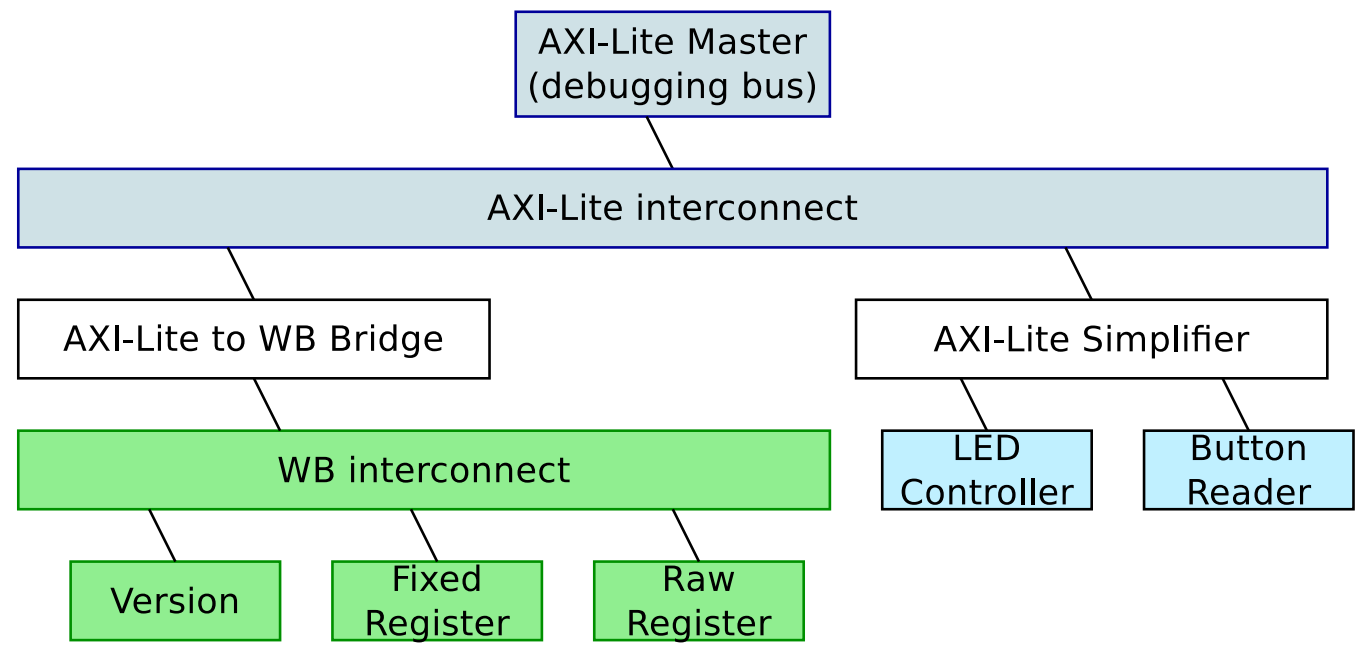 AXI-Lite Master
(debugging bus)
AXI-Lite interconnect
AXI-Lite to WB Bridge
AXI-Lite Simplifier
WB interconnect
LED
Controller
Button
Reader
Version
Fixed
Register
Raw
Register